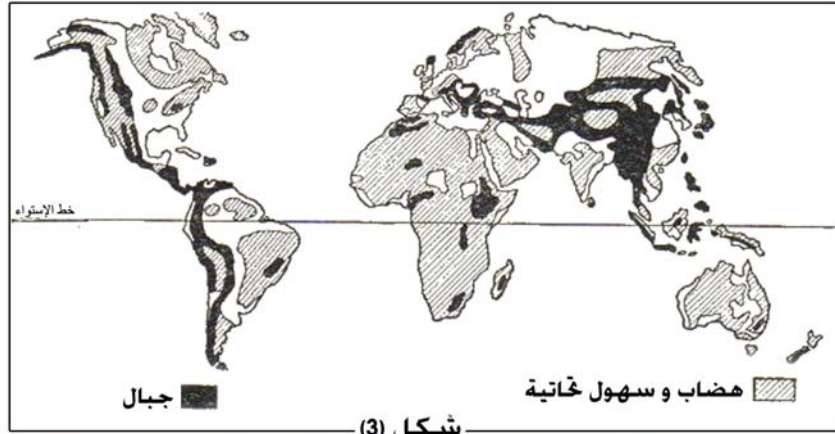 خط الإستواء
هضاب و سهول تحاتية
جبال
شكل (3)